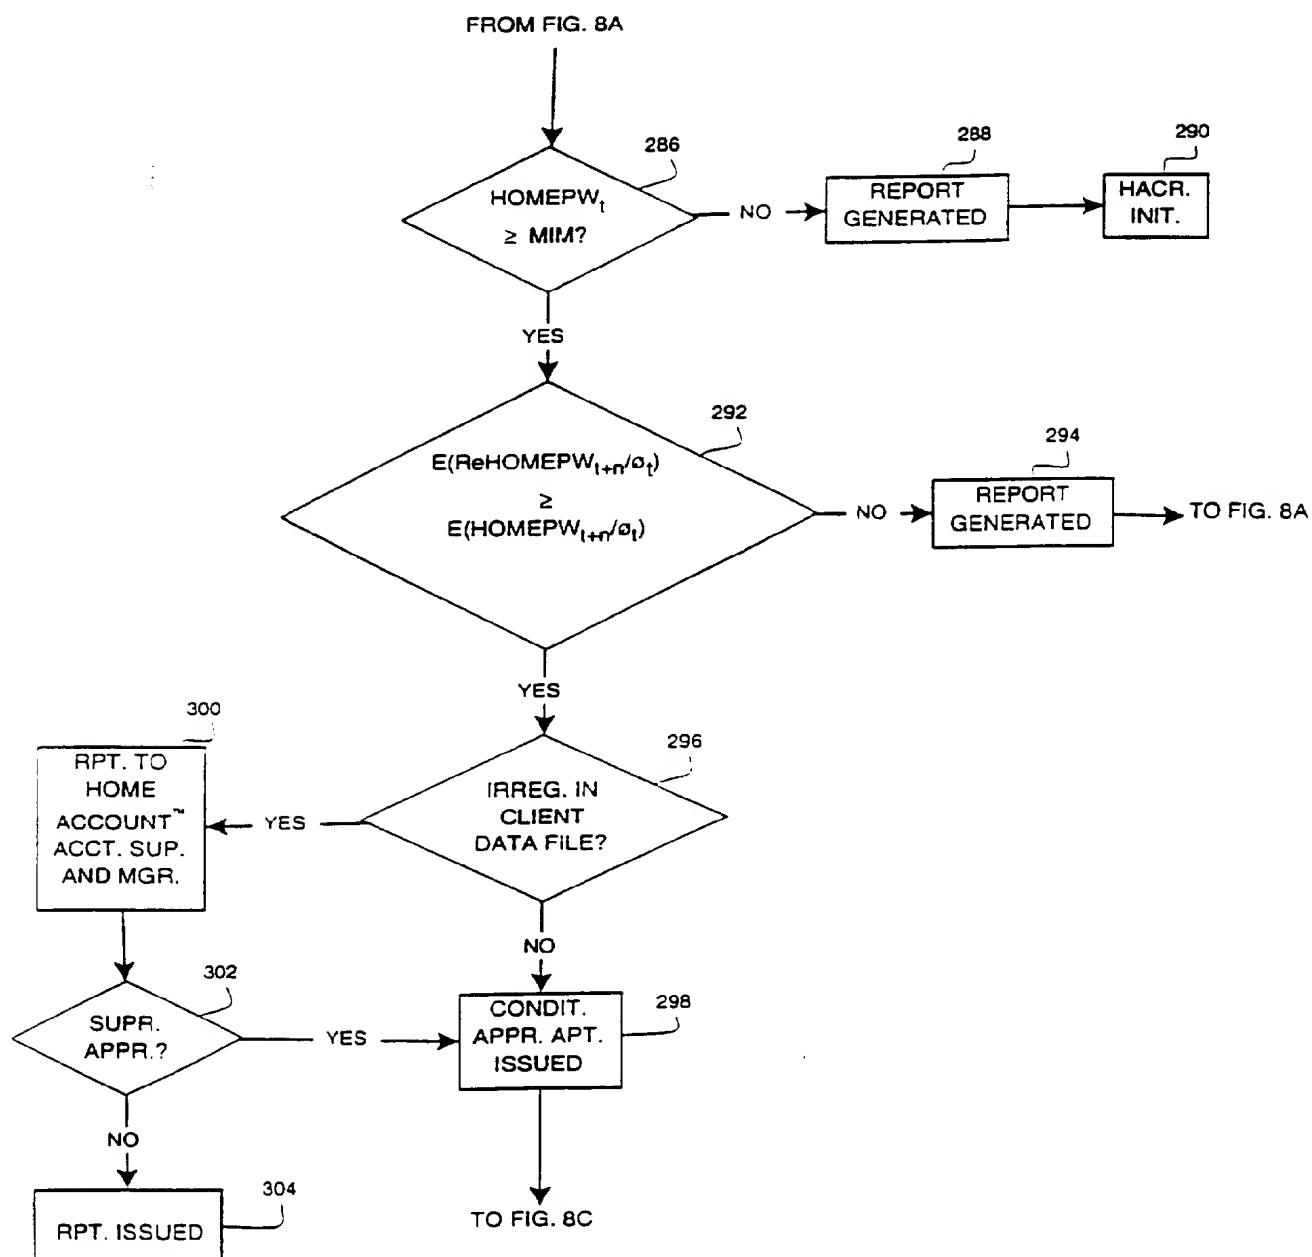 FROM FIG. 8A
286
HOMEPWₜ
≥ MIM?
NO
288
REPORT
GENERATED
290
HACR.
INIT.
YES
292
E(ReHOMEPWₜ₊ₙ/øₜ)
≥
E(HOMEPWₜ₊ₙ/øₜ)
NO
294
REPORT
GENERATED
TO FIG. 8A
YES
296
IRREG. IN
CLIENT
DATA FILE?
YES
300
RPT. TO
HOME
ACCOUNT™
ACCT. SUP.
AND MGR.
NO
302
SUPR.
APPR.?
YES
298
CONDIT.
APPR. APT.
ISSUED
NO
304
RPT. ISSUED
TO FIG. 8C